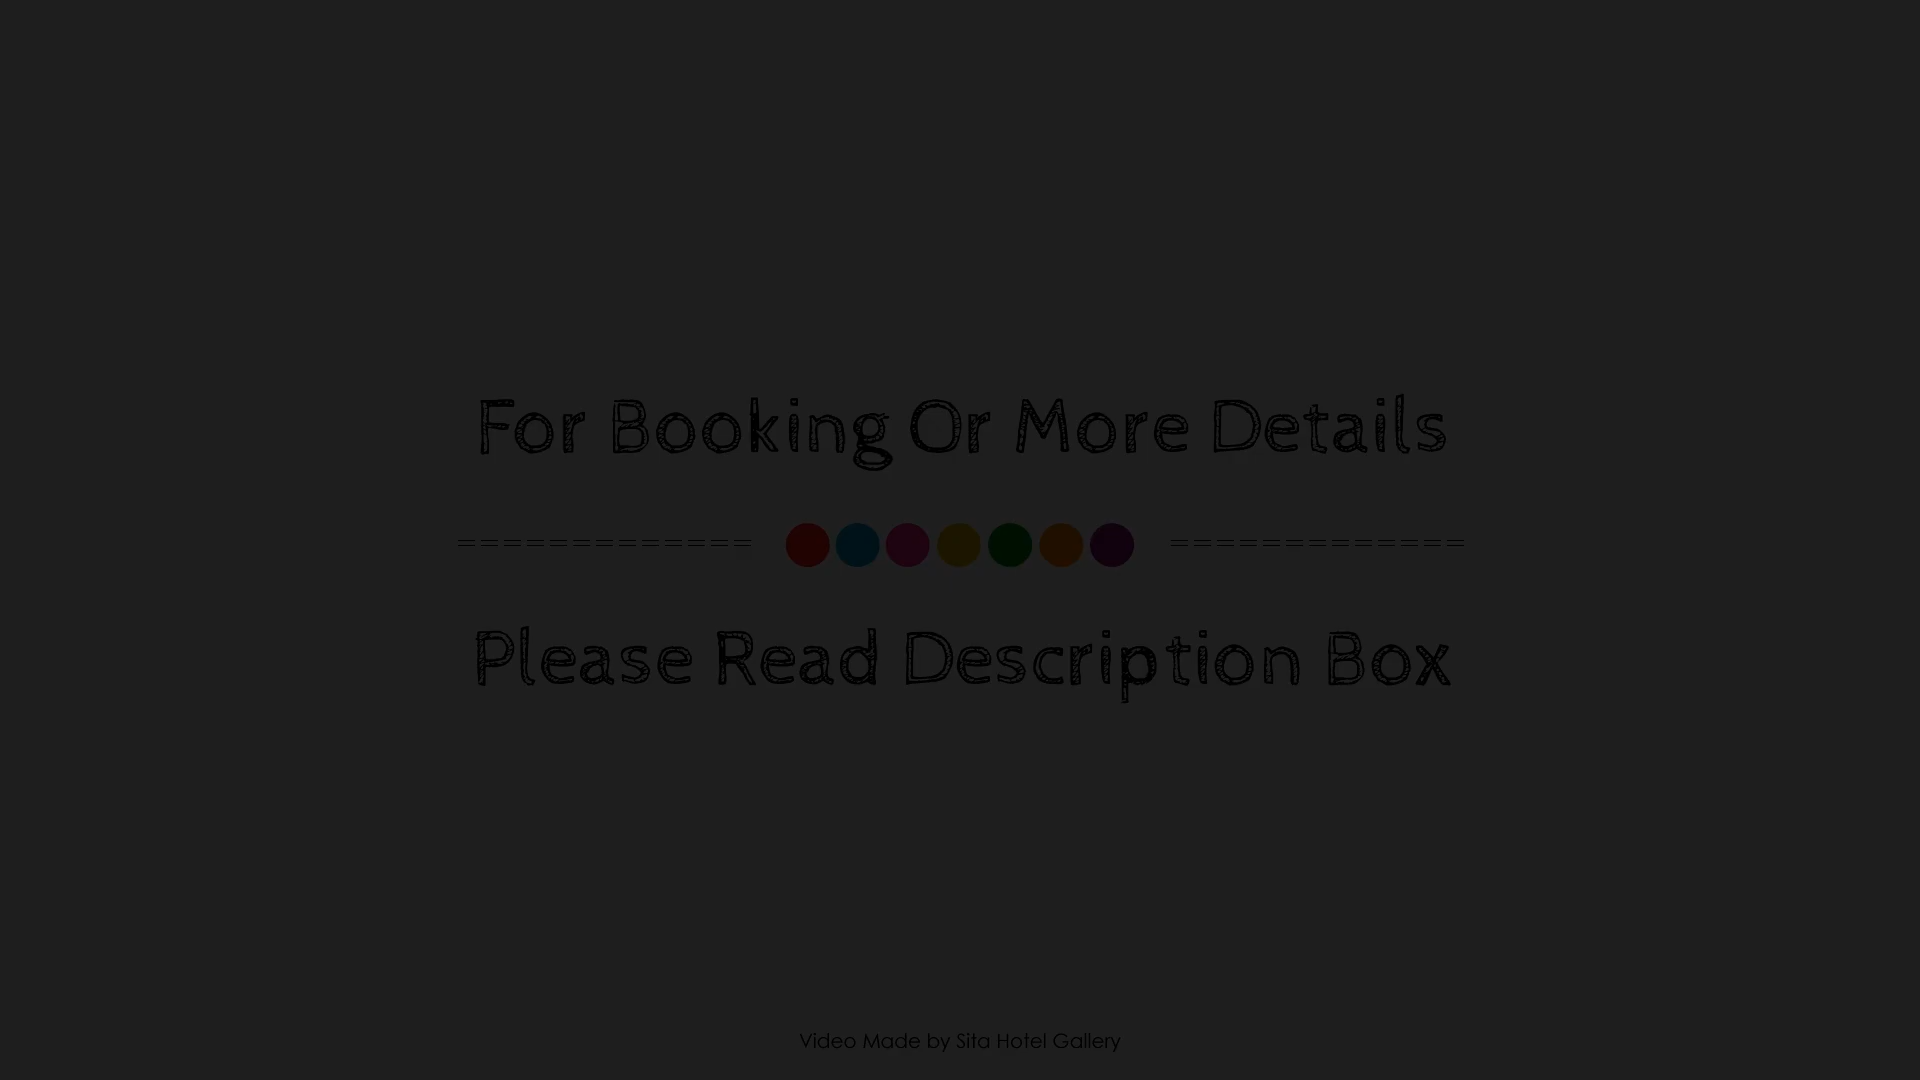 For Booking Or More Details
============= =============
Please Read Description Box
Video Made by Sita Hotel Gallery